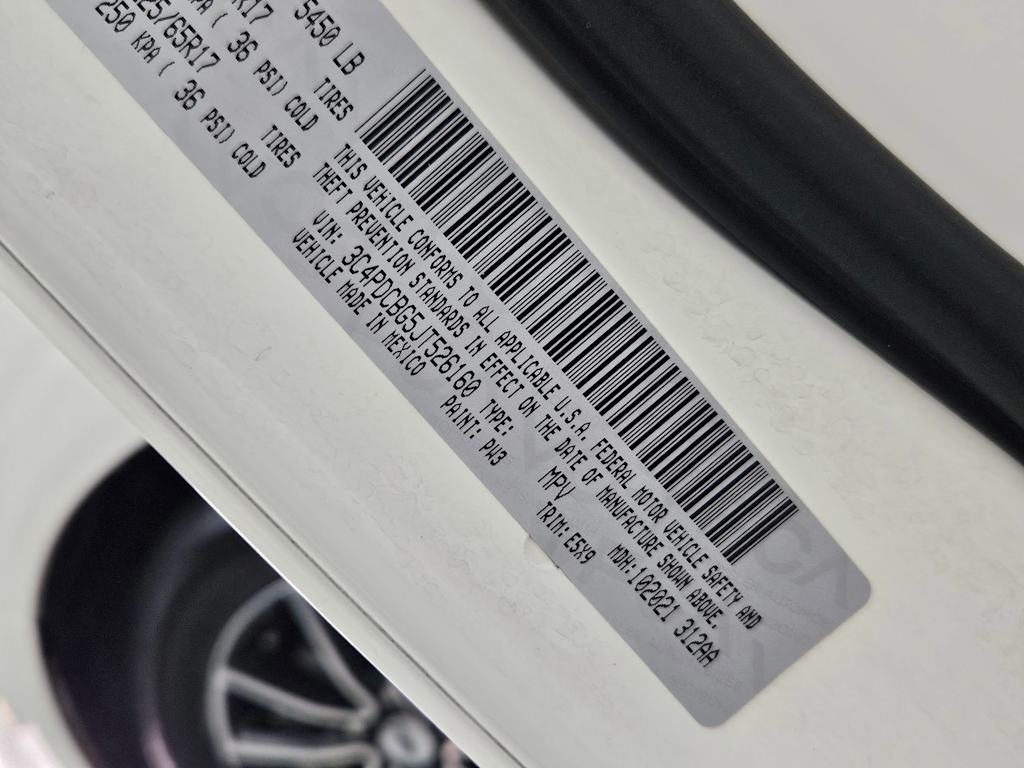 5450 LB
R17 TIRES
KPA ( 36 PSI) COLD
25/65R17 TIRES
250 KPA ( 36 PSI) COLD
THIS VEHICLE CONFORMS TO ALL APPLICABLE U.S.A. FEDERAL MOTOR VEHICLE SAFETY AND
THEFT PREVENTION STANDARDS IN EFFECT ON THE DATE OF MANUFACTURE SHOWN ABOVE.
MDH:102021 312AA
VIN: 3C4PDCBG5JT526160 TYPE: MPV
VEHICLE MADE IN MEXICO PAINT: PW3 TRIM: E5X9